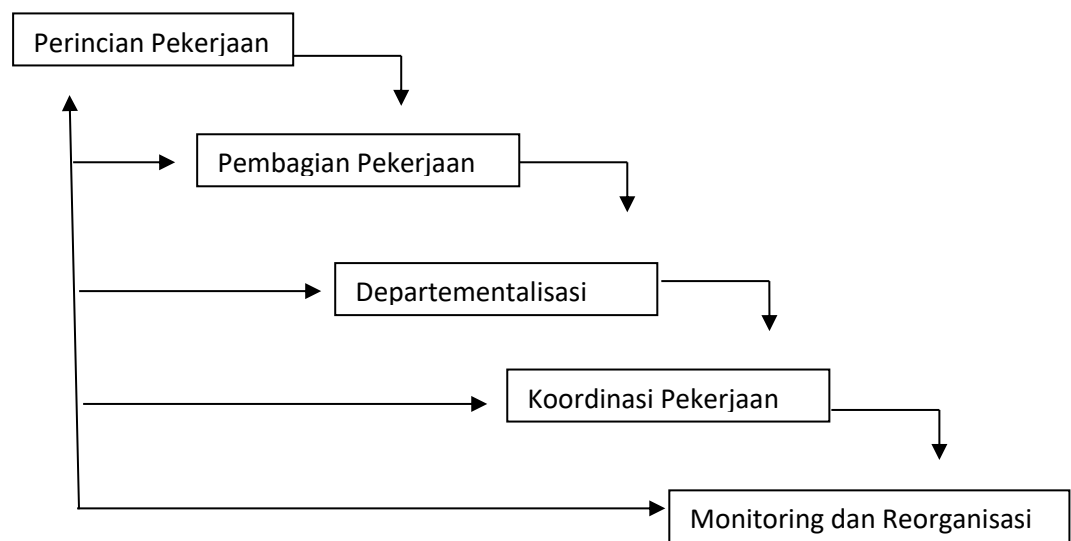 Perincian Pekerjaan
Pembagian Pekerjaan
Departementalisasi
Koordinasi Pekerjaan
Monitoring dan Reorganisasi